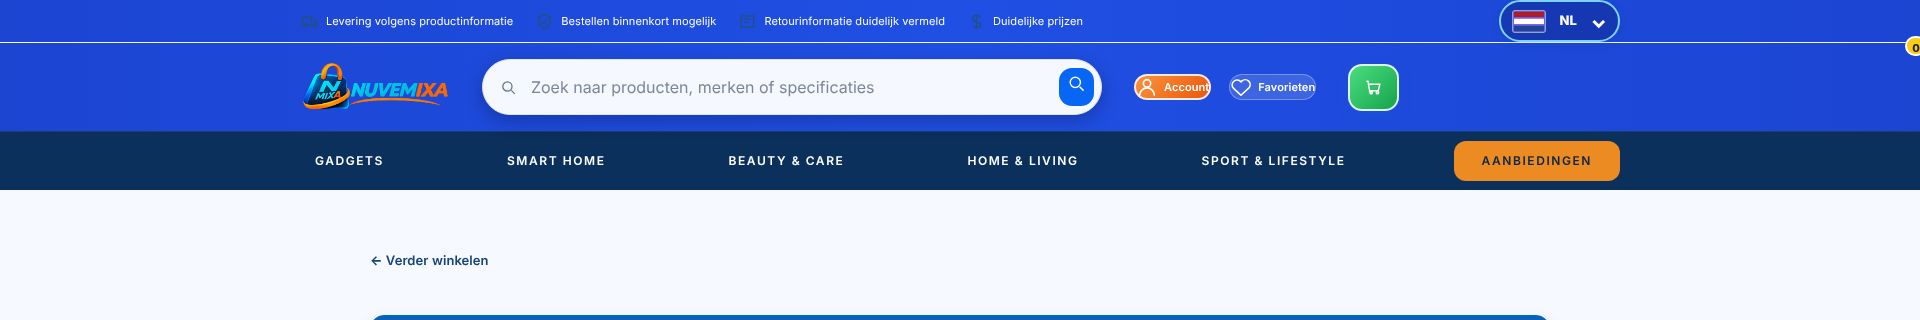 Levering volgens productinformatie
Bestellen binnenkort mogelijk
Retourinformatie duidelijk vermeld
Duidelijke prijzen
NL
0
N MIXA
NUVEMIXA
Zoek naar producten, merken of specificaties
Account
Favorieten
GADGETS
SMART HOME
BEAUTY & CARE
HOME & LIVING
SPORT & LIFESTYLE
AANBIEDINGEN
← Verder winkelen